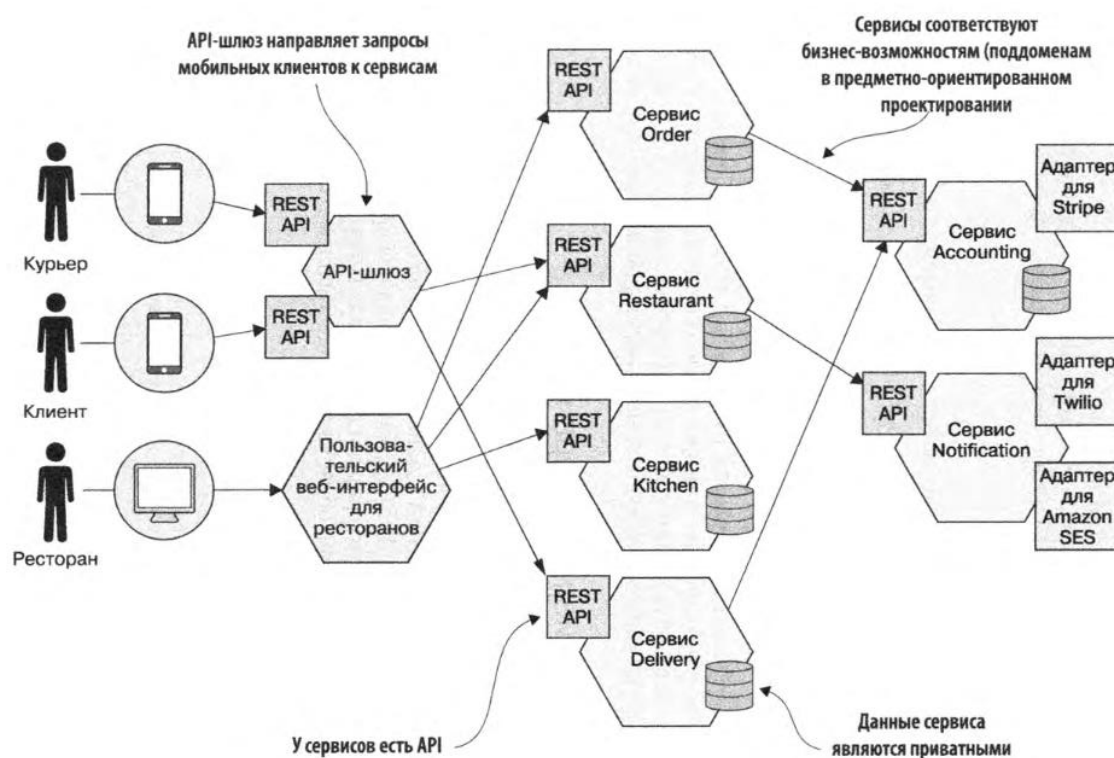 API-шлюз направляет запросы
мобильных клиентов к сервисам
Сервисы соответствуют
бизнес-возможностям (поддоменам
в предметно-ориентированном
проектировании
REST
API
Сервис
Order
Курьер
REST
API
API-шлюз
REST
API
Клиент
REST
API
Сервис
Restaurant
REST
API
Сервис
Accounting
Адаптер
для
Stripe
Ресторан
Пользова-
тельский
веб-интерфейс
для
ресторанов
REST
API
Сервис
Kitchen
REST
API
Сервис
Notification
Адаптер
для
Twilio
Адаптер
для
Amazon
SES
REST
API
Сервис
Delivery
У сервисов есть API
Данные сервиса
являются приватными